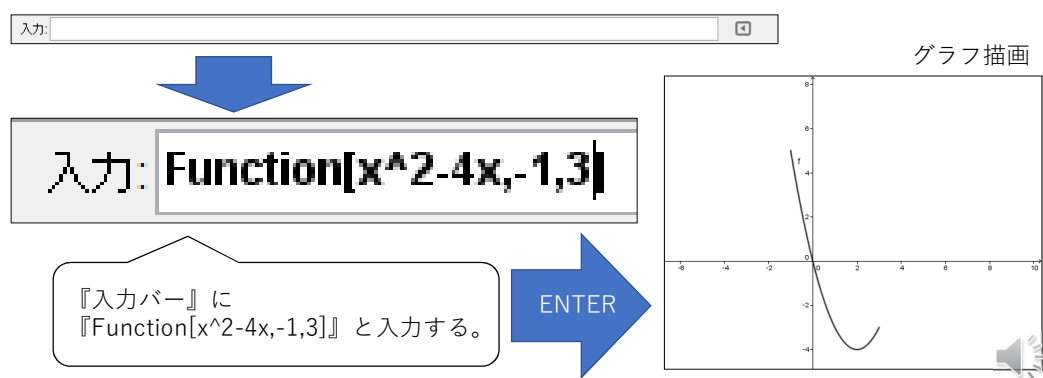 入力:
グラフ描画
入力: Function[x^2-4x,-1,3]
『入力バー』に
『Function[x^2-4x,-1,3]』と入力する。
ENTER
8
6
f
4
2
0
-6 -4 -2 0 2 4 6 8 10
-2
-4